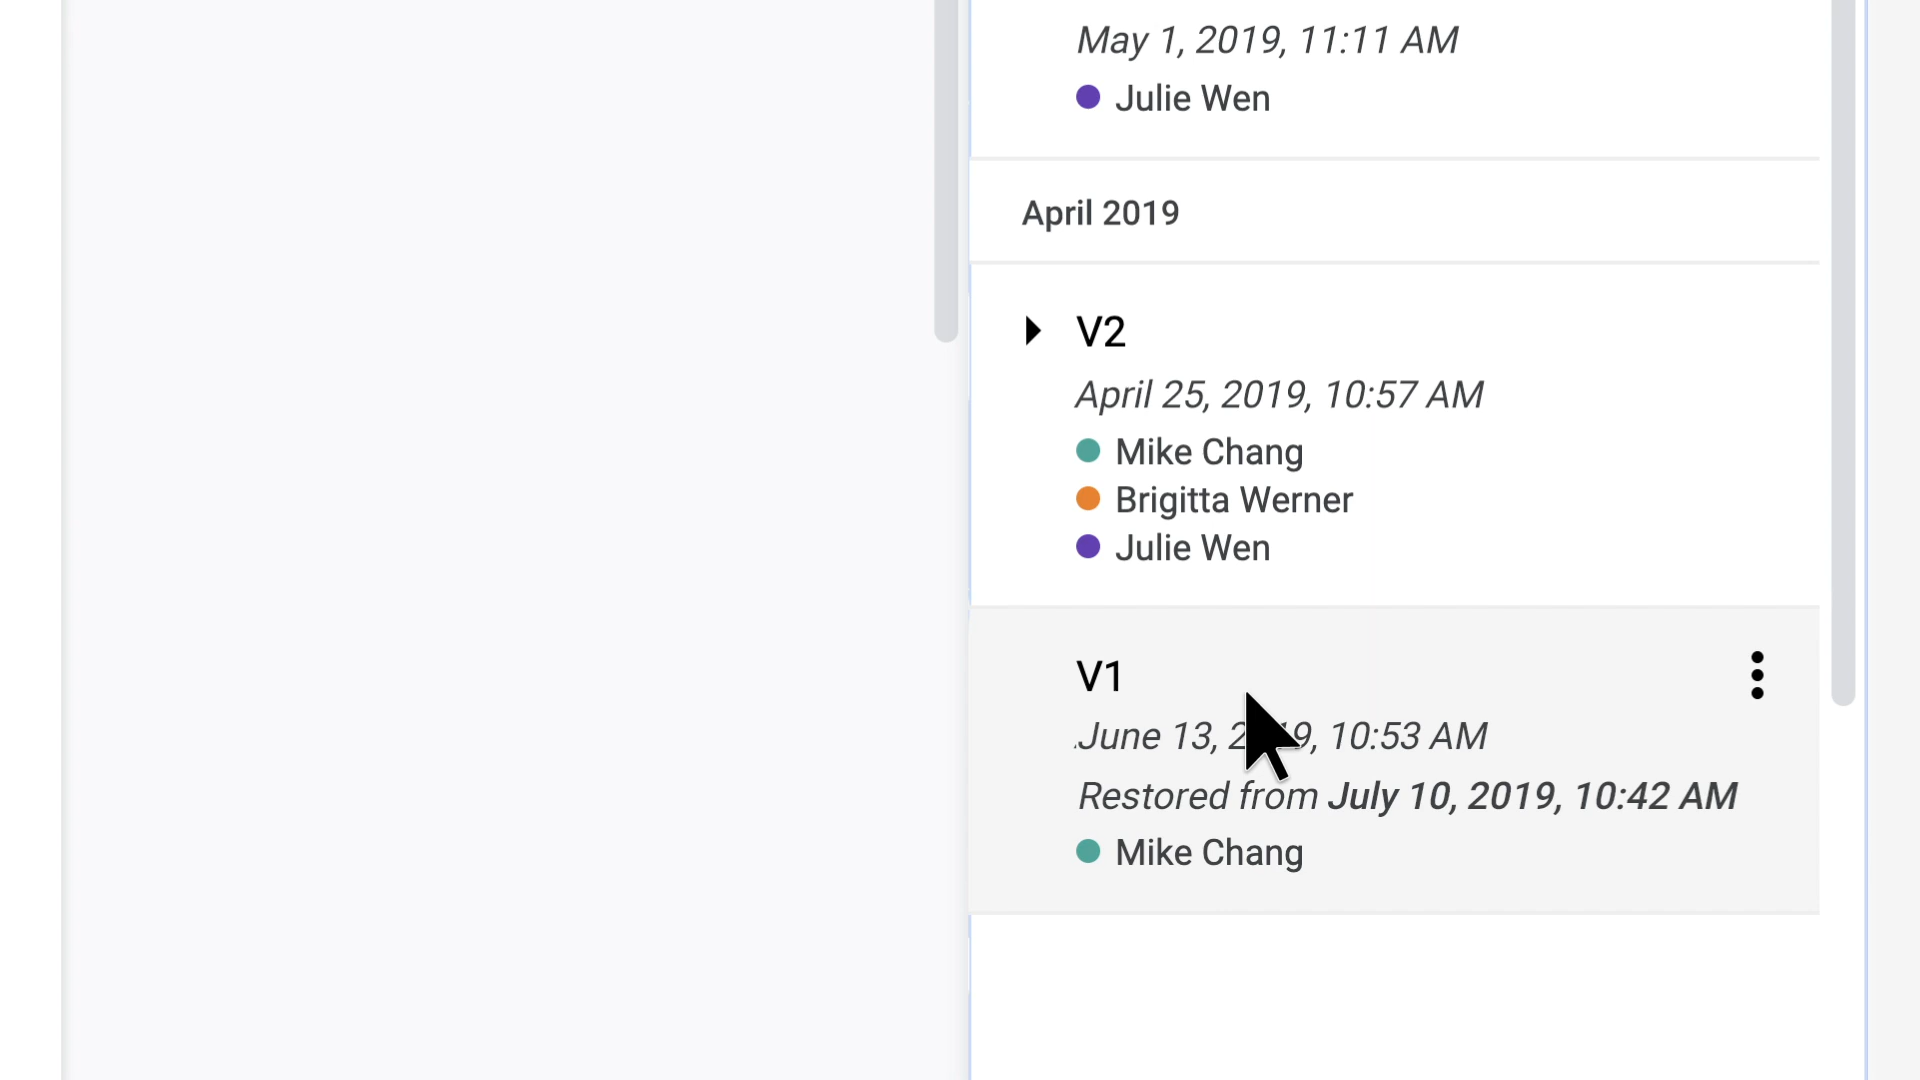 May 1, 2019, 11:11 AM
Julie Wen
April 2019
V2
April 25, 2019, 10:57 AM
Mike Chang
Brigitta Werner
Julie Wen
V1
June 13, 2019, 10:53 AM
Restored from July 10, 2019, 10:42 AM
Mike Chang